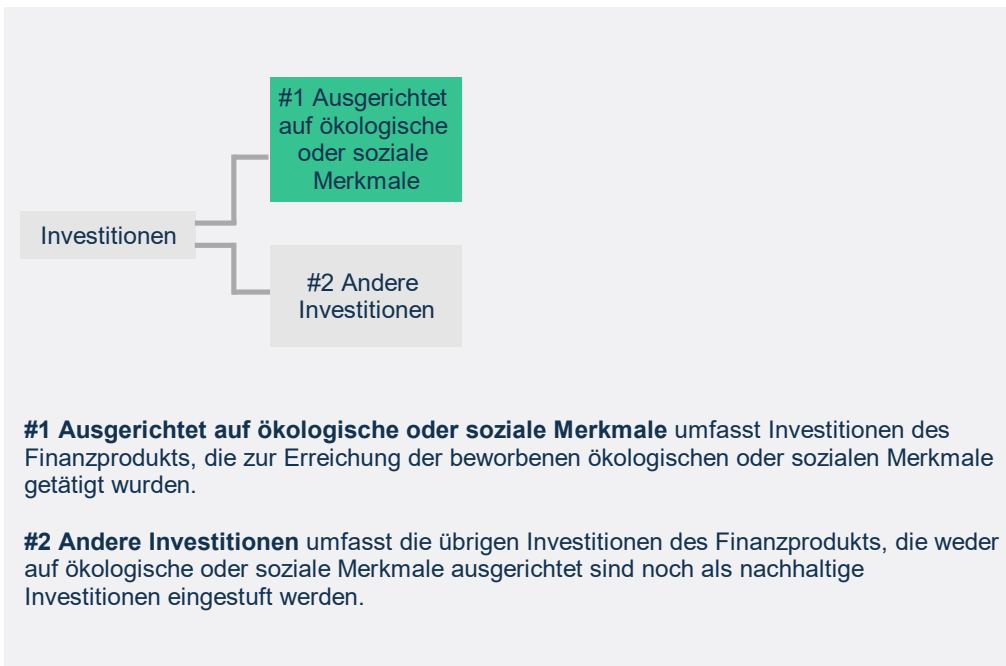 #1 Ausgerichtet
auf ökologische
oder soziale
Merkmale
Investitionen
#2 Andere
Investitionen
#1 Ausgerichtet auf ökologische oder soziale Merkmale umfasst Investitionen des
Finanzprodukts, die zur Erreichung der beworbenen ökologischen oder sozialen Merkmale
getätigt wurden.
#2 Andere Investitionen umfasst die übrigen Investitionen des Finanzprodukts, die weder
auf ökologische oder soziale Merkmale ausgerichtet sind noch als nachhaltige
Investitionen eingestuft werden.